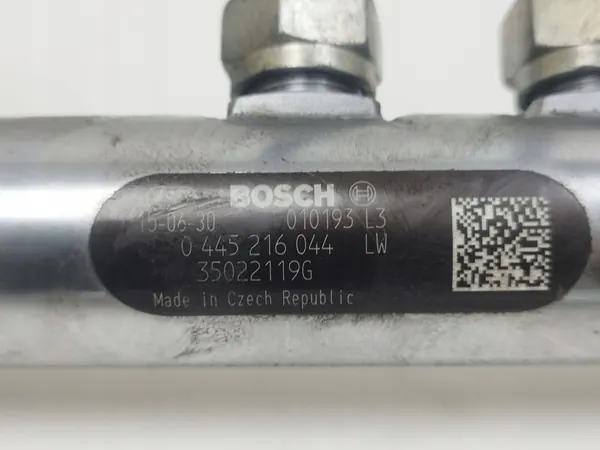 BOSCH
15-06-30 010193 L3
0 445 216 044 LW
35022119G
Made in Czech Republic